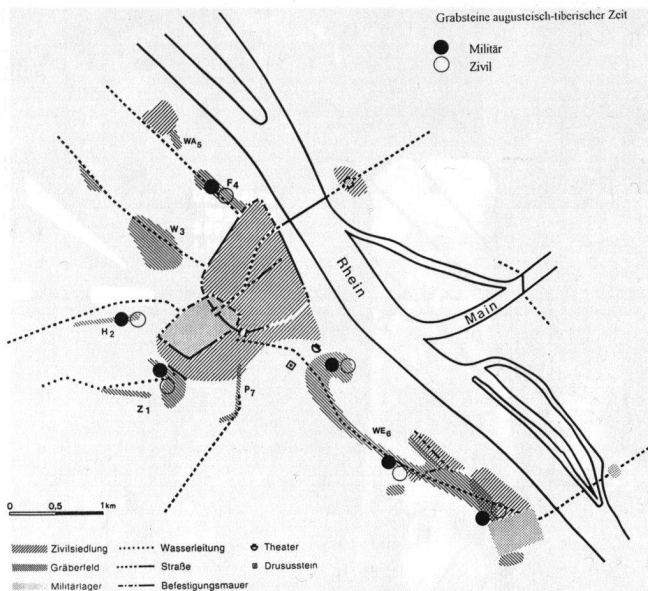 Grabsteine augusteisch-tiberischer Zeit
Militär
Zivil
WA5
F4
W3
Rhein
Main
H2
Z1
P7
WE6
0 0,5 1km
Zivilsiedlung
Wasserleitung
Theater
Gräberfeld
Straße
Drususstein
Militärlager
Befestigungsmauer